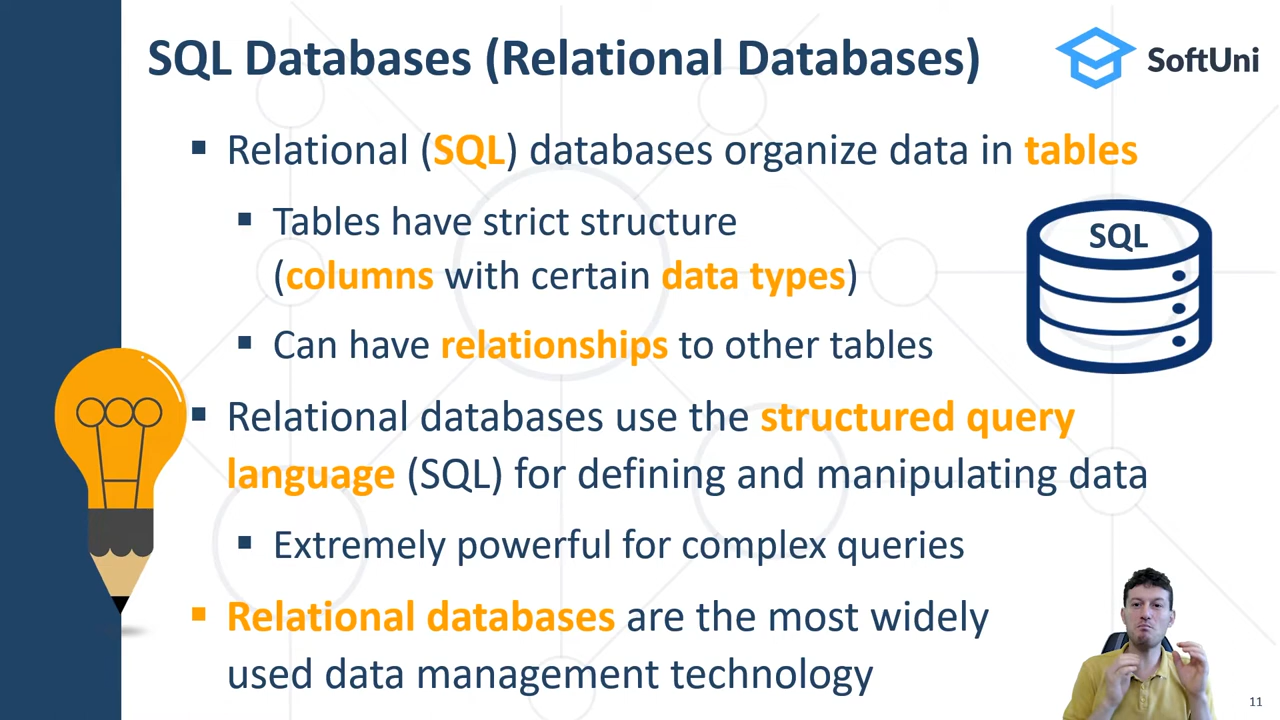 SQL Databases (Relational Databases)
SoftUni
▪ Relational (SQL) databases organize data in tables
▪ Tables have strict structure
(columns with certain data types)
▪ Can have relationships to other tables
SQL
▪ Relational databases use the structured query
language (SQL) for defining and manipulating data
▪ Extremely powerful for complex queries
▪ Relational databases are the most widely
used data management technology
11